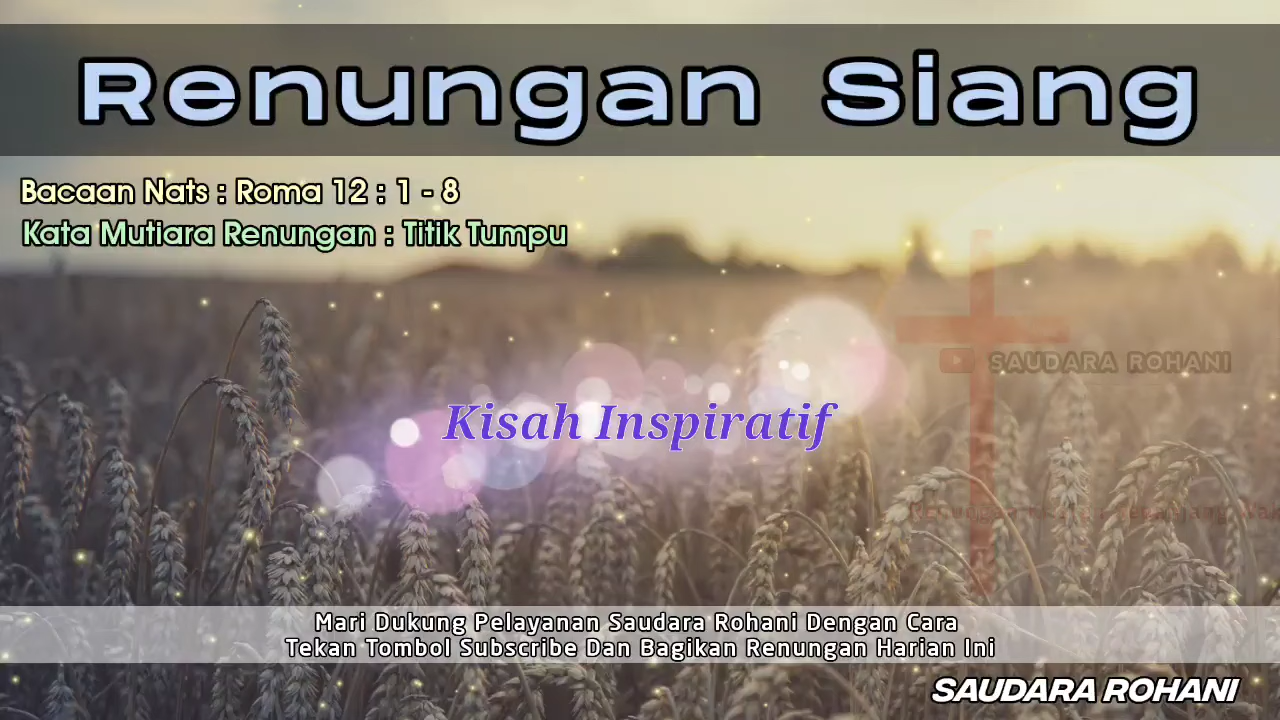 Renungan Siang
Bacaan Nats : Roma 12 : 1 - 8
Kata Mutiara Renungan : Titik Tumpu
SAUDARA ROHANI
Kisah Inspiratif
Mari Dukung Pelayanan Saudara Rohani Dengan Cara
Tekan Tombol Subscribe Dan Bagikan Renungan Harian Ini
SAUDARA ROHANI